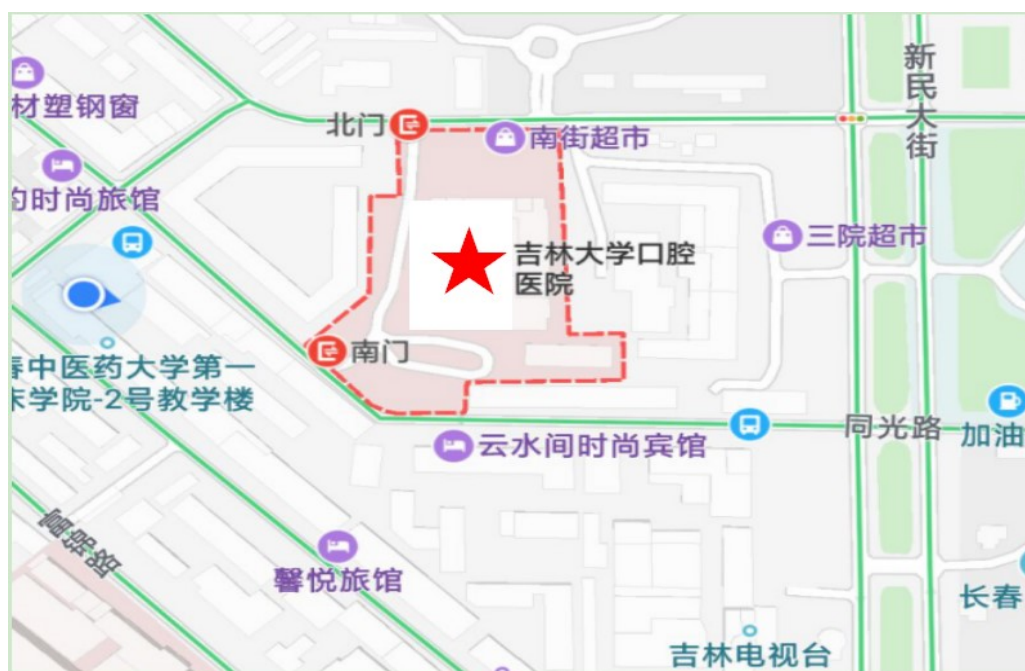 新民大街
材塑钢窗
北门
南街超市
的时尚旅馆
三院超市
吉林大学口腔
医院
南门
春中医药大学第一
床学院-2号教学楼
同光路
加油
云水间时尚宾馆
富锦路
馨悦旅馆
长春
吉林电视台